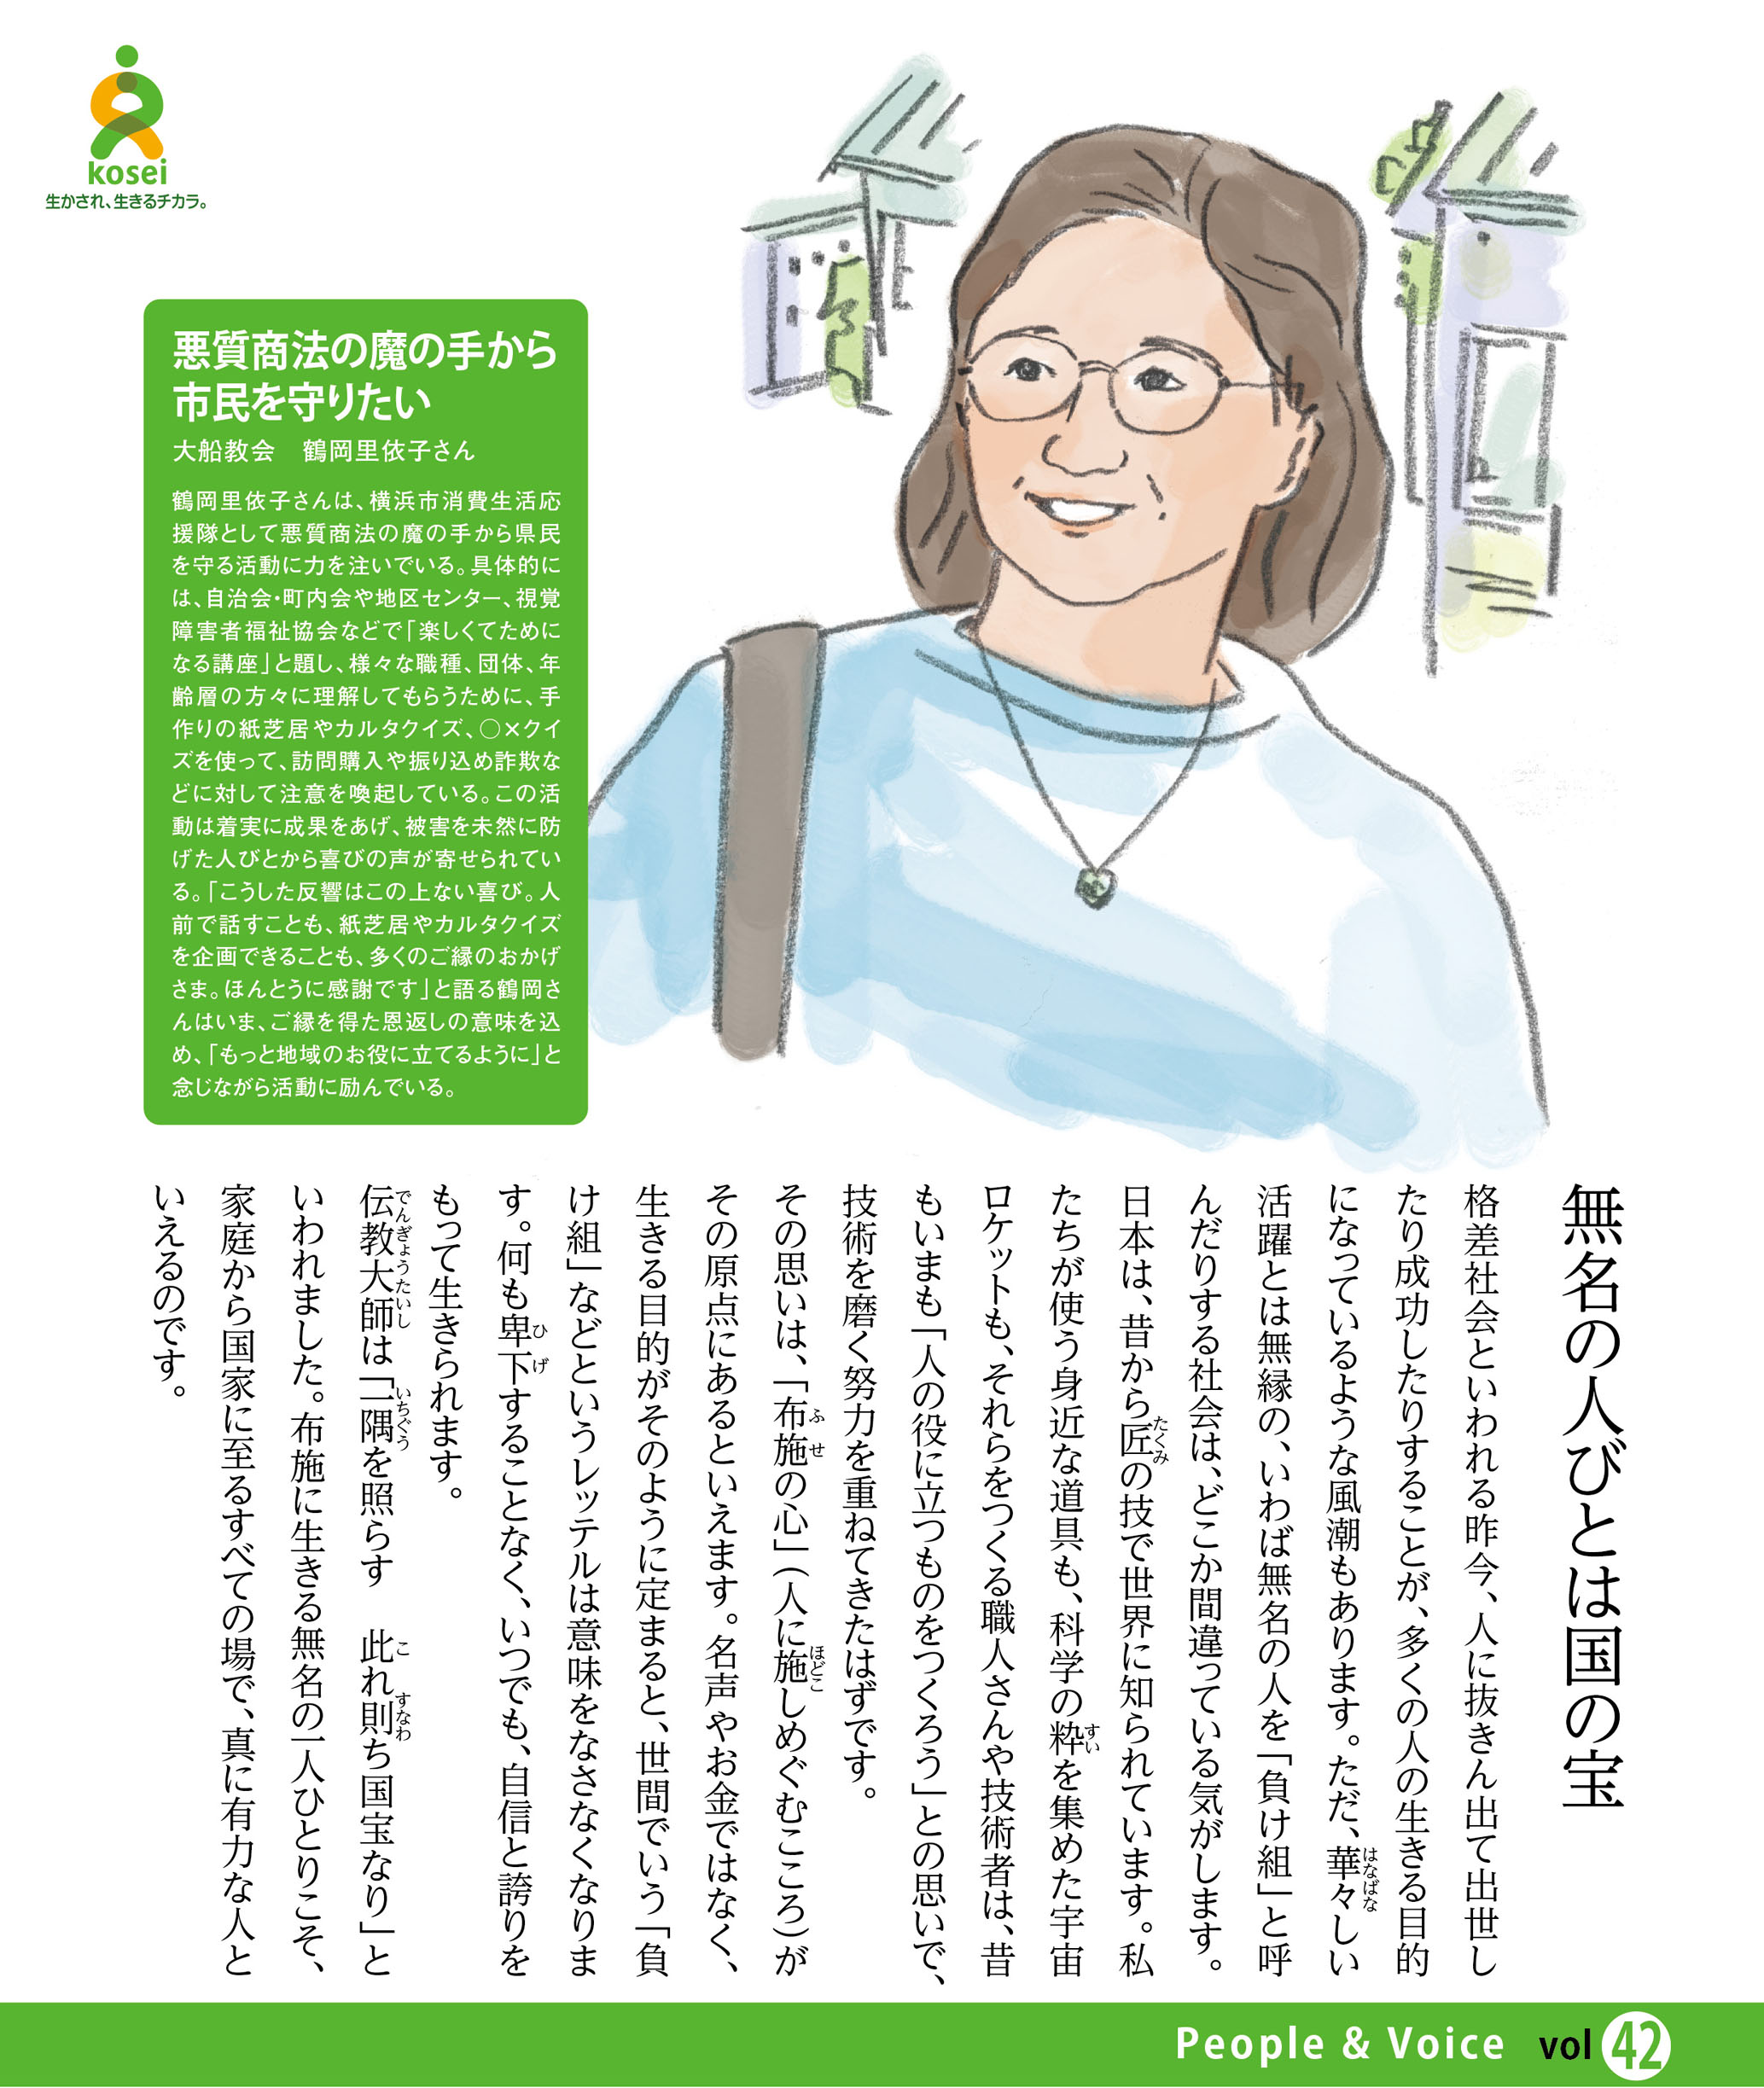 kosei
生かされ、生きるチカラ。
悪質商法の魔の手から
市民を守りたい
大船教会　鶴岡里依子さん
鶴岡里依子さんは、横浜市消費生活応
援隊として悪質商法の魔の手から県民
を守る活動に力を注いでいる。具体的に
は、自治会・町内会や地区センター、視覚
障害者福祉協会などで「楽しくてために
なる講座」と題し、様々な職種、団体、年
齢層の方々に理解してもらうために、手
作りの紙芝居やカルタクイズ、○×クイ
ズを使って、訪問購入や振り込め詐欺な
どに対して注意を喚起している。この活
動は着実に成果をあげ、被害を未然に防
げた人びとから喜びの声が寄せられてい
る。「こうした反響はこの上ない喜び。人
前で話すことも、紙芝居やカルタクイズ
を企画できることも、多くのご縁のおかげ
さま。ほんとうに感謝です」と語る鶴岡さ
んはいま、ご縁を得た恩返しの意味を込
め、「もっと地域のお役に立てるように」と
念じながら活動に励んでいる。
無名の人びとは国の宝
格差社会といわれる昨今、人に抜きん出て出世し
たり成功したりすることが、多くの人の生きる目的
になっているような風潮もあります。ただ、華々しい
はなばな
活躍とは無縁の、いわば無名の人を「負け組」と呼
んだりする社会は、どこか間違っている気がします。
日本は、昔から匠の技で世界に知られています。私
たくみ
たちが使う身近な道具も、科学の粋を集めた宇宙
すい
ロケットも、それらをつくる職人さんや技術者は、昔
もいまも「人の役に立つものをつくろう」との思いで、
技術を磨く努力を重ねてきたはずです。
その思いは、「布施の心」（人に施しめぐむこころ）が
ふせ
ほどこ
その原点にあるといえます。名声やお金ではなく、
生きる目的がそのように定まると、世間でいう「負
け組」などというレッテルは意味をなさなくなりま
す。何も卑下することなく、いつでも、自信と誇りを
ひげ
もって生きられます。
伝教大師は「一隅を照らす　此れ則ち国宝なり」と
でんぎょうたいし
いちぐう
こ
すなわ
いわれました。布施に生きる無名の一人ひとりこそ、
家庭から国家に至るすべての場で、真に有力な人と
いえるのです。
People & Voice vol 42